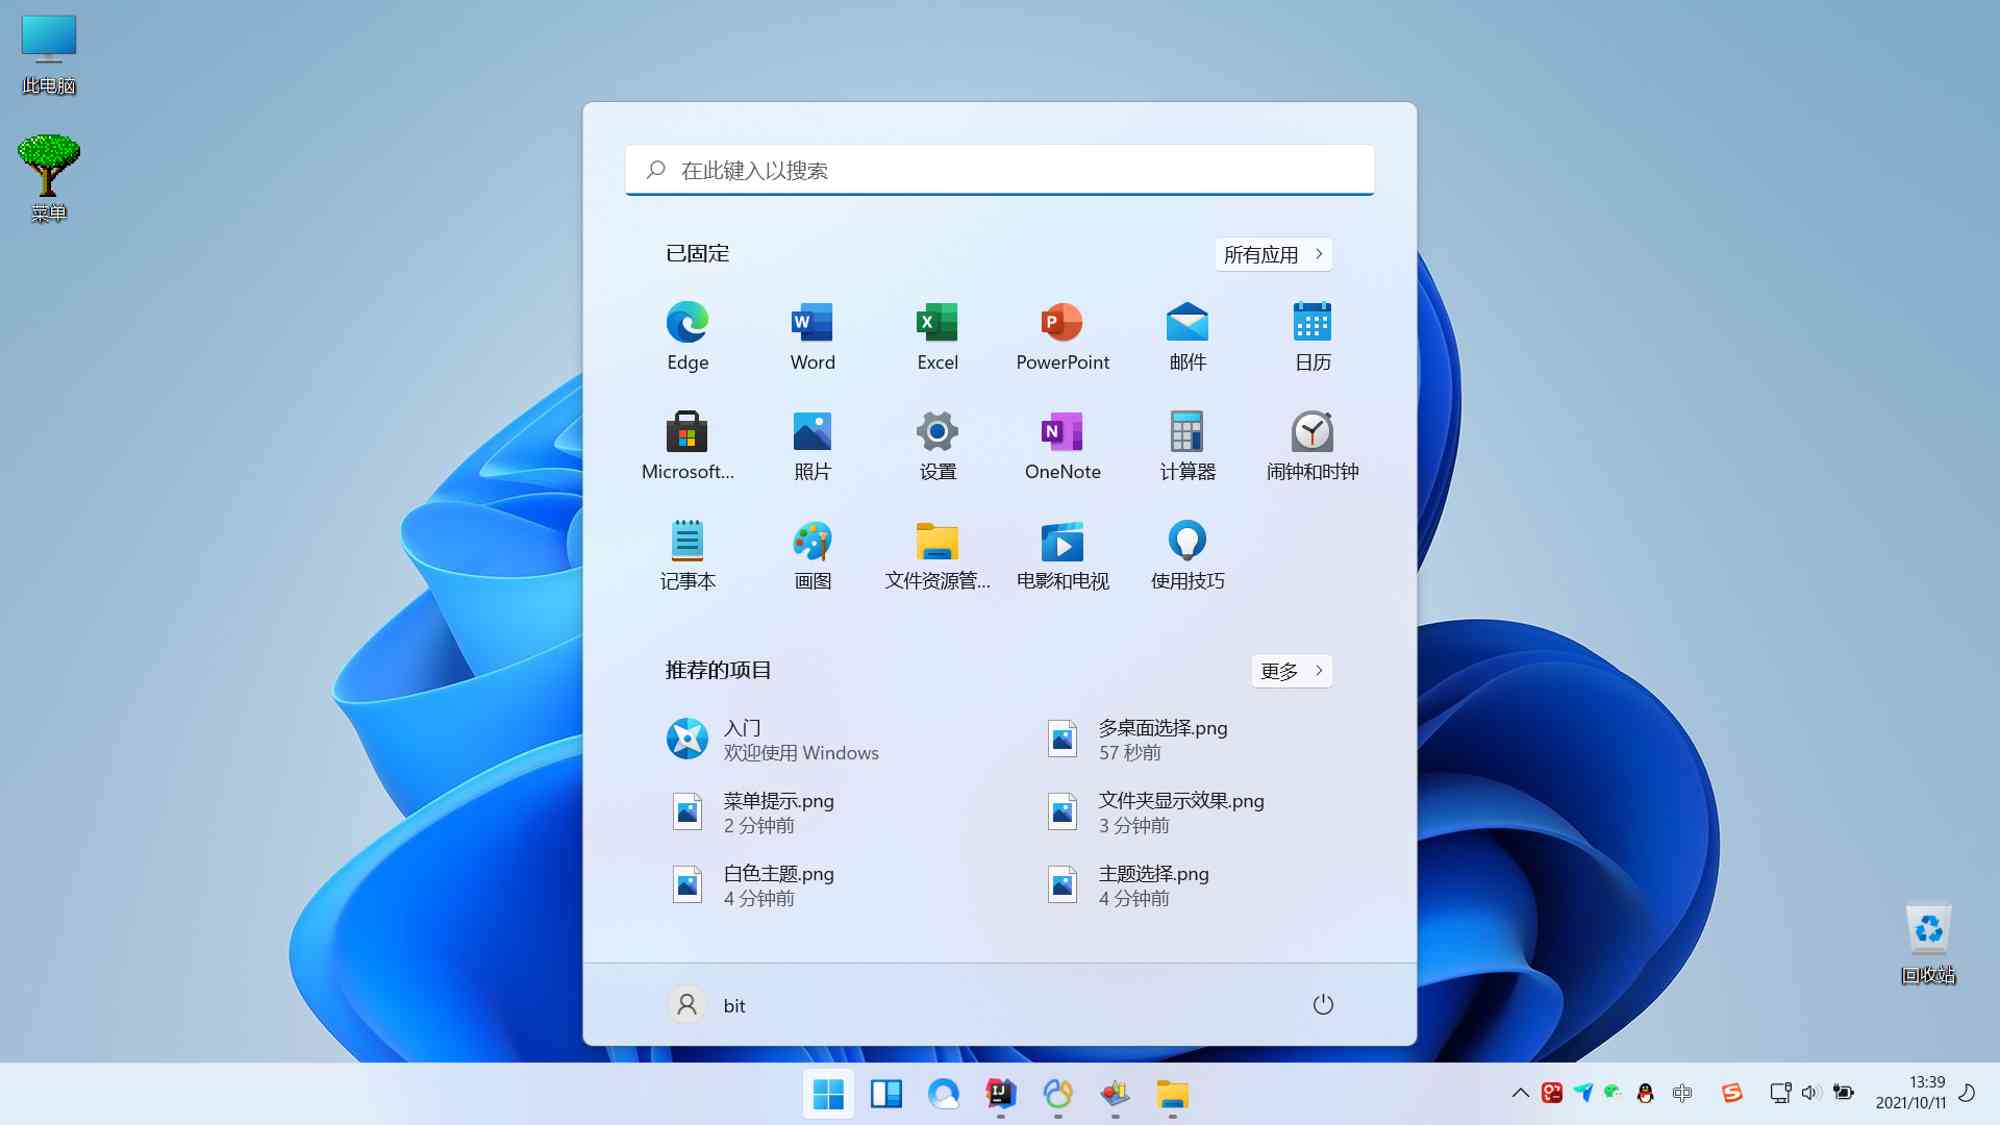 此电脑
菜单
在此键入以搜索
已固定
所有应用
Edge
Word
Excel
PowerPoint
邮件
日历
Microsoft...
照片
设置
OneNote
计算器
闹钟和时钟
记事本
画图
文件资源管...
电影和电视
使用技巧
推荐的项目
更多
入门
欢迎使用 Windows
多桌面选择.png
57 秒前
菜单提示.png
2 分钟前
文件夹显示效果.png
3 分钟前
白色主题.png
4 分钟前
主题选择.png
4 分钟前
bit
回收站
中
13:39
2021/10/11